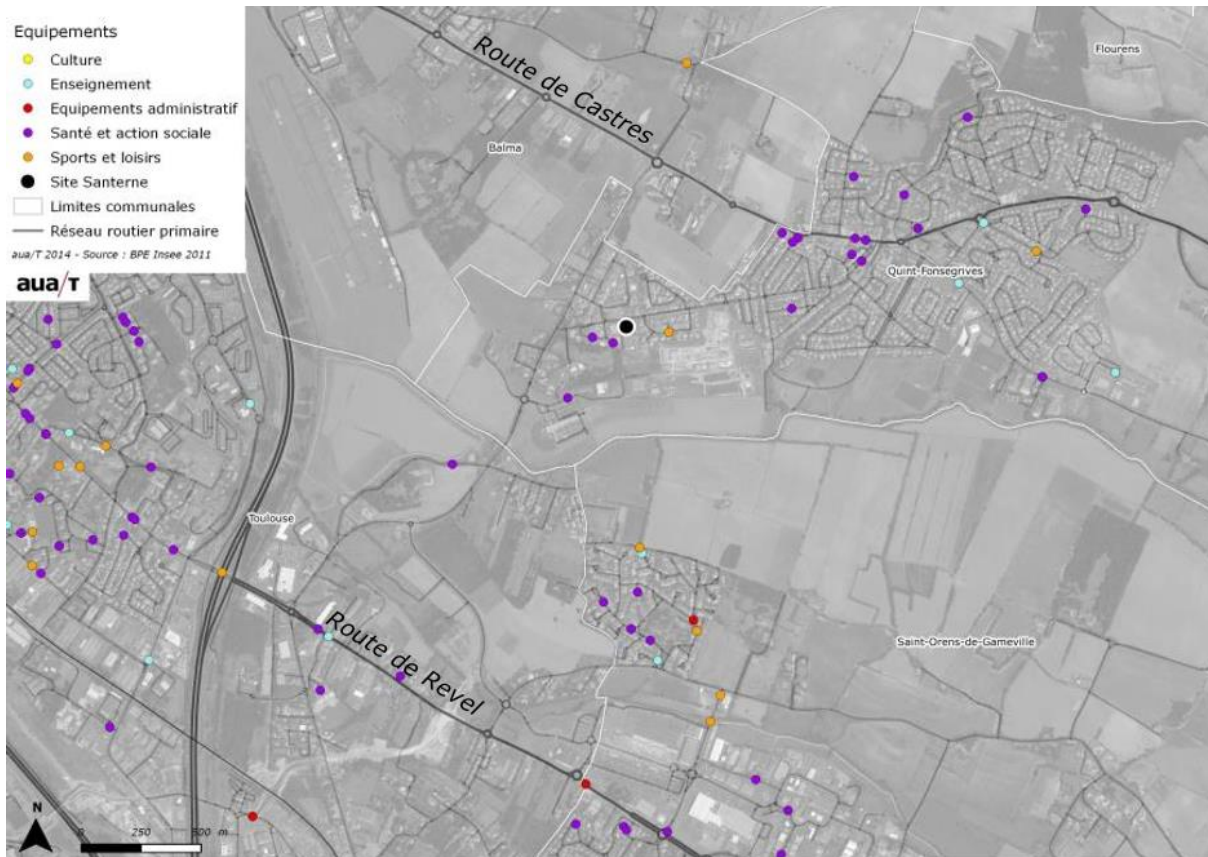 Equipements
Culture
Enseignement
Equipements administratif
Santé et action sociale
Sports et loisirs
Site Santerne
Limites communales
Réseau routier primaire
aua/T 2014 - Source : BPE Insee 2011
aua/T
Route de Castres
Flourens
Balma
Quint-Fonsegrives
Toulouse
Route de Revel
Saint-Orens-de-Gameville
N
0 250 500 m